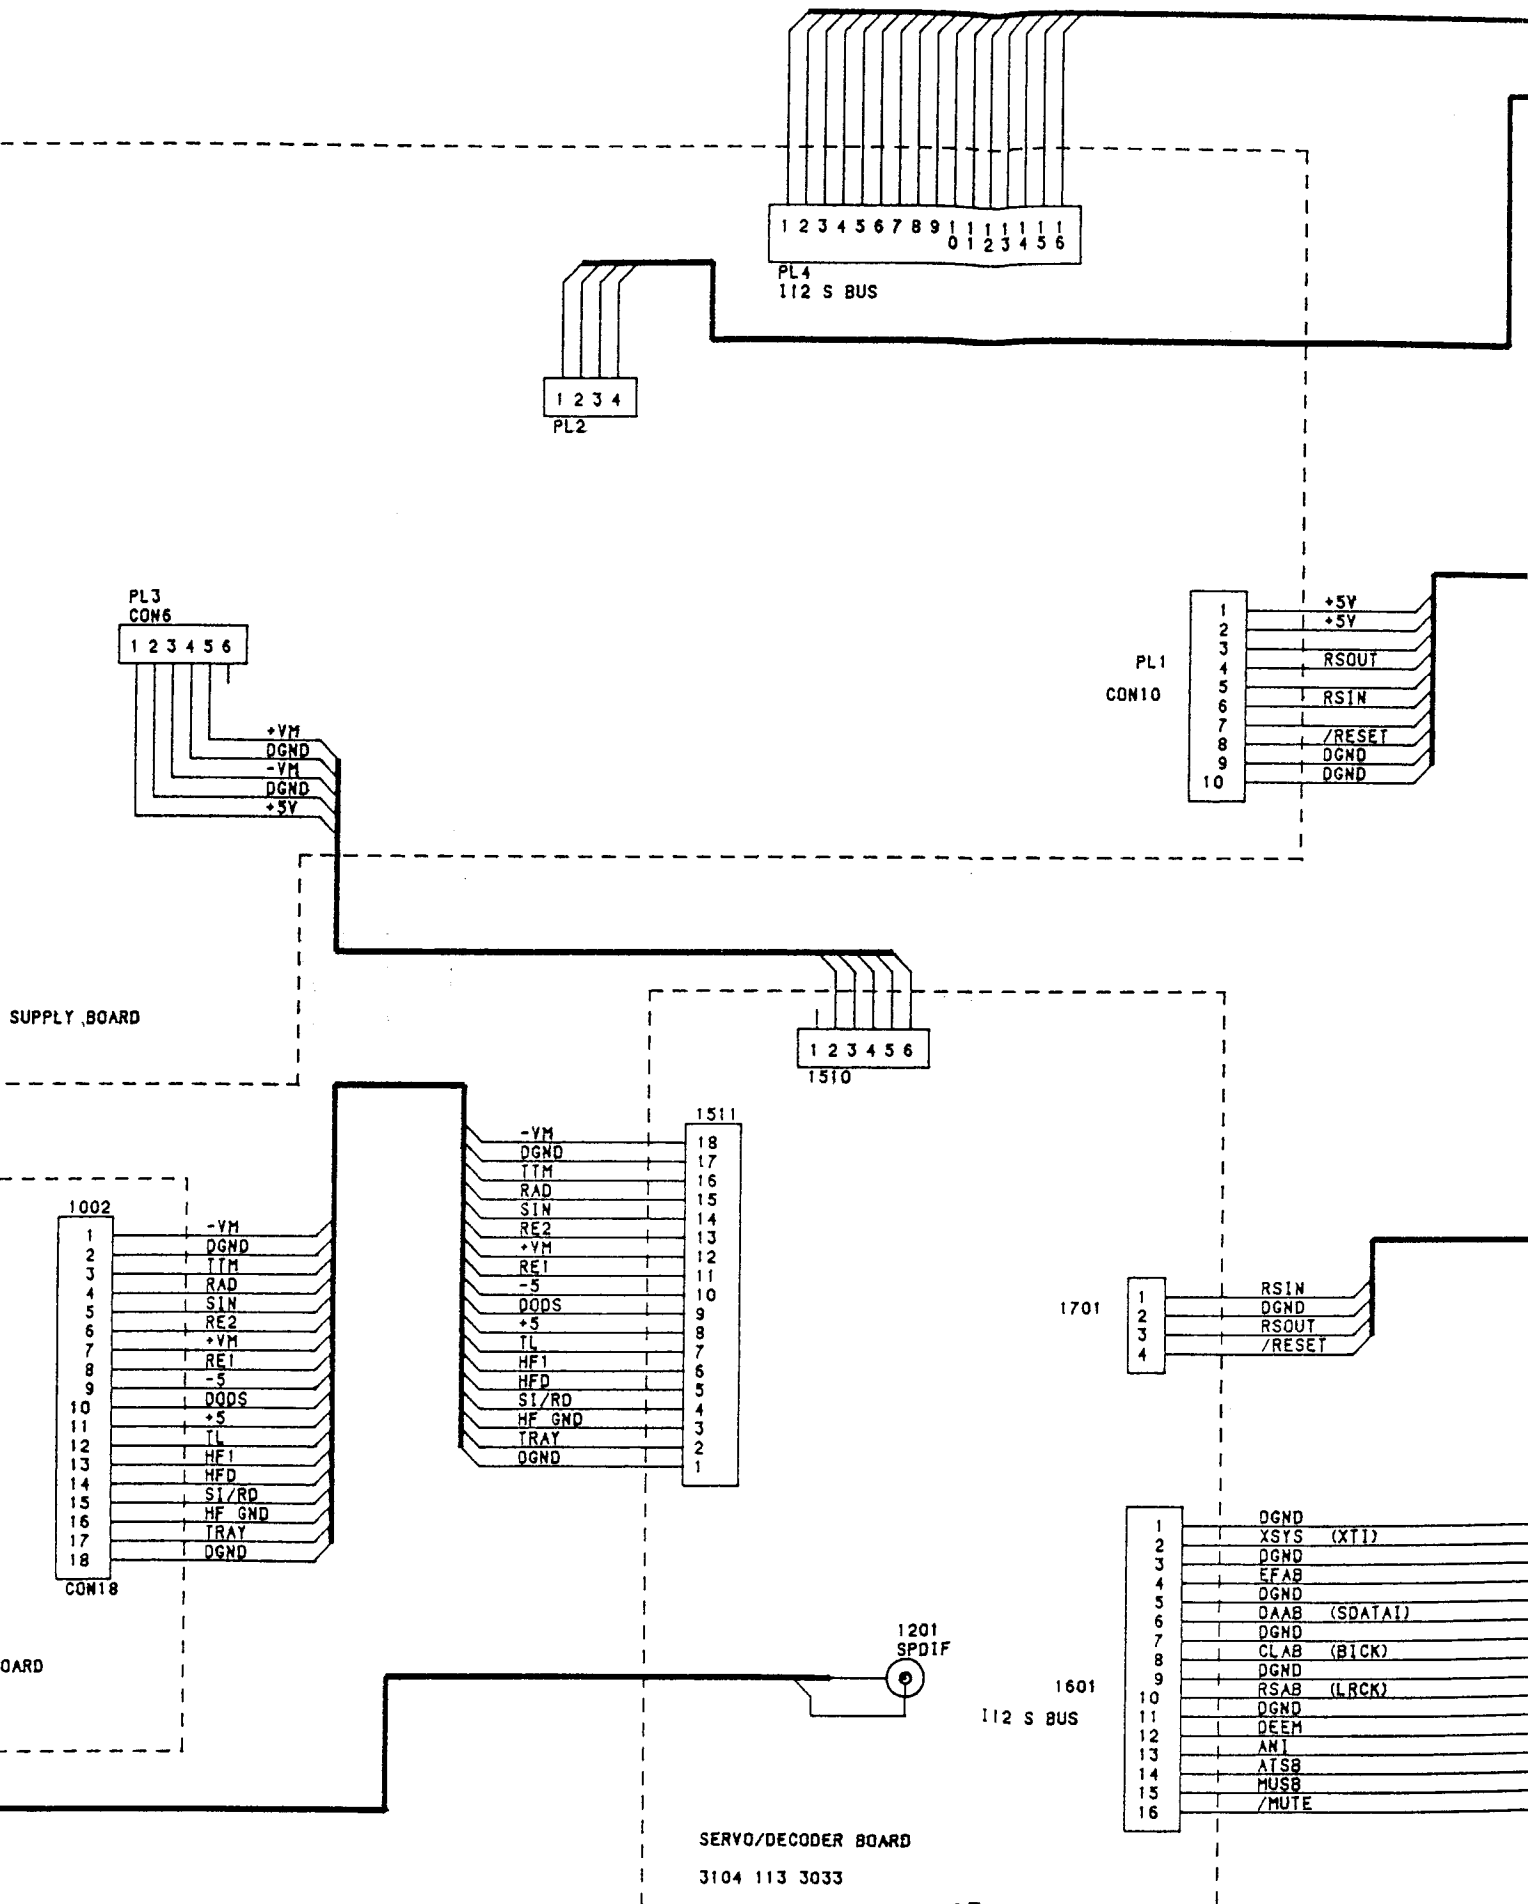 1 2 3 4 5 6 7 8 9 10 11 12 13 14 15 16
PL4
I12 S BUS
1 2 3 4
PL2
PL3
CON6
1 2 3 4 5 6
+VM
DGND
-VM
DGND
+5V
PL1
CON10
1 +5V
2 +5V
3
4 RSOUT
5
6 RSIN
7
8 /RESET
9 DGND
10 DGND
SUPPLY BOARD
1 2 3 4 5 6
1510
1511
-VM 18
DGND 17
TTM 16
RAD 15
SIN 14
RE2 13
+VM 12
RE1 11
-5 10
DODS 9
+5 8
TL 7
HF1 6
HFD 5
SI/RD 4
HF GND 3
TRAY 2
DGND 1
1002
1 -VM
2 DGND
3 TTM
4 RAD
5 SIN
6 RE2
7 +VM
8 RE1
9 -5
10 DODS
11 +5
12 TL
13 HF1
14 HFD
15 SI/RD
16 HF GND
17 TRAY
18 DGND
CON18
OARD
1701
1 RSIN
2 DGND
3 RSOUT
4 /RESET
1201
SPDIF
1601
I12 S BUS
1 DGND
2 XSYS (XTI)
3 DGND
4 EFAB
5 DGND
6 DAAB (SDATAI)
7 DGND
8 CLAB (BICK)
9 DGND
10 RSAB (LRCK)
11 DGND
12 DEEM
13 ANI
14 ATSB
15 MUSB
16 /MUTE
SERVO/DECODER BOARD
3104 113 3033